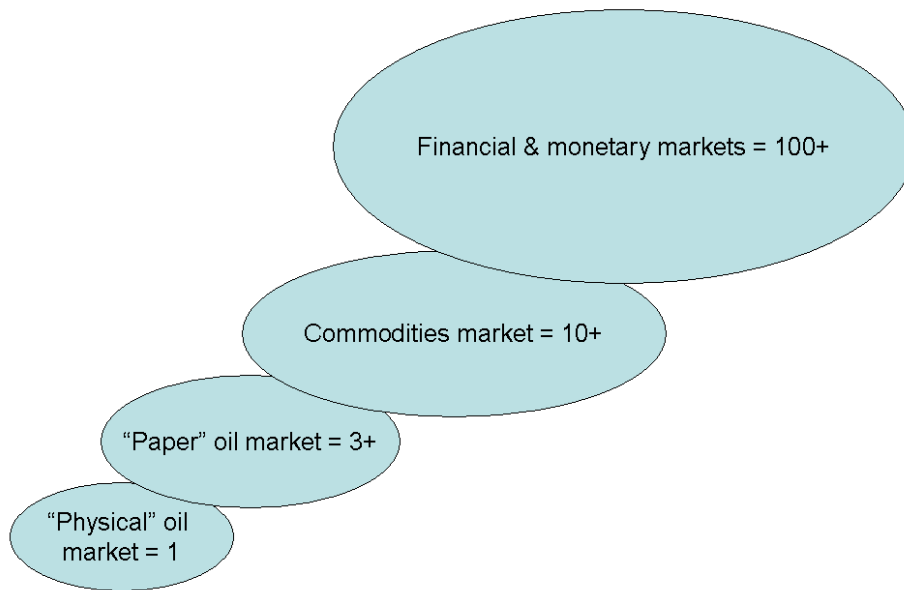 Financial & monetary markets = 100+
Commodities market = 10+
“Paper” oil market = 3+
“Physical” oil
market = 1